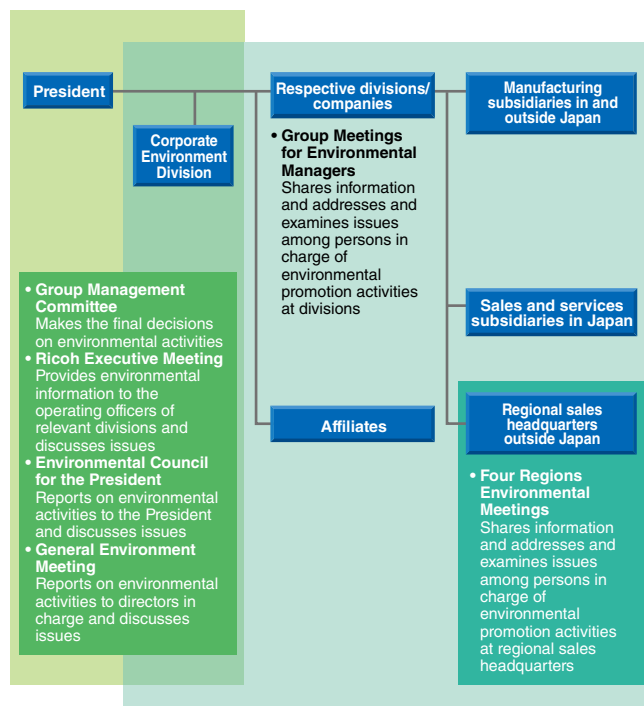 President
Corporate
Environment
Division
• Group Management
Committee
Makes the final decisions
on environmental activities
• Ricoh Executive Meeting
Provides environmental
information to the
operating officers of
relevant divisions and
discusses issues
• Environmental Council
for the President
Reports on environmental
activities to the President
and discusses issues
• General Environment
Meeting
Reports on environmental
activities to directors in
charge and discusses
issues
Respective divisions/
companies
• Group Meetings
for Environmental
Managers
Shares information
and addresses and
examines issues
among persons in
charge of
environmental
promotion activities
at divisions
Affiliates
Manufacturing
subsidiaries in and
outside Japan
Sales and services
subsidiaries in Japan
Regional sales
headquarters
outside Japan
• Four Regions
Environmental
Meetings
Shares information
and addresses and
examines issues
among persons in
charge of
environmental
promotion activities
at regional sales
headquarters